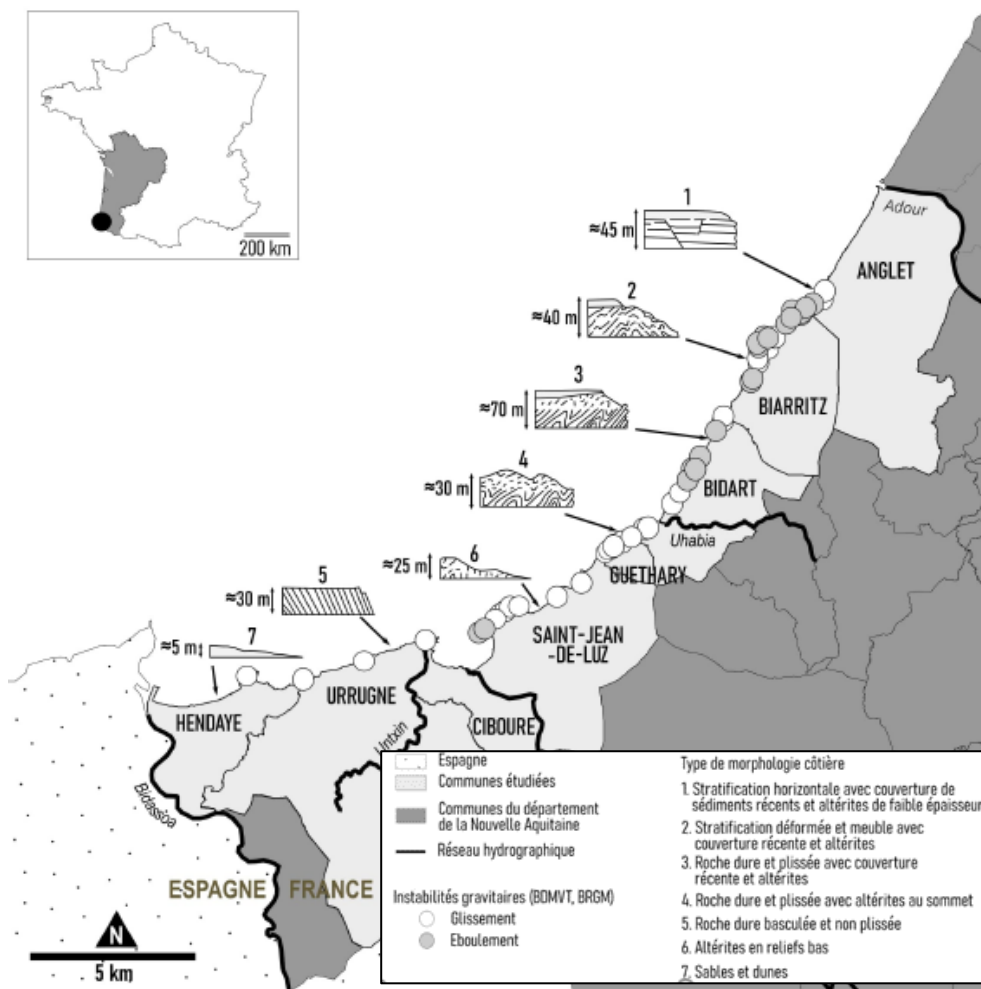 200 km
1
≈45 m
Adour
ANGLET
2
≈40 m
3
≈70 m
BIARRITZ
4
≈30 m
BIDART
Uhabia
6
≈25 m
GUETHARY
5
≈30 m
SAINT-JEAN
-DE-LUZ
7
≈5 m
URRUGNE
HENDAYE
CIBOURE
Untxin
Bidassoa
ESPAGNE FRANCE
N
5 km
Espagne
Communes étudiées
Communes du département
de la Nouvelle Aquitaine
Réseau hydrographique
Instabilités gravitaires (BDMVT, BRGM)
Glissement
Eboulement
Type de morphologie côtière
1. Stratification horizontale avec couverture de
sédiments récents et altérites de faible épaisseur
2. Stratification déformée et meuble avec
couverture récente et altérites
3. Roche dure et plissée avec couverture
récente et altérites
4. Roche dure et plissée avec altérites au sommet
5. Roche dure basculée et non plissée
6. Altérites en reliefs bas
7. Sables et dunes